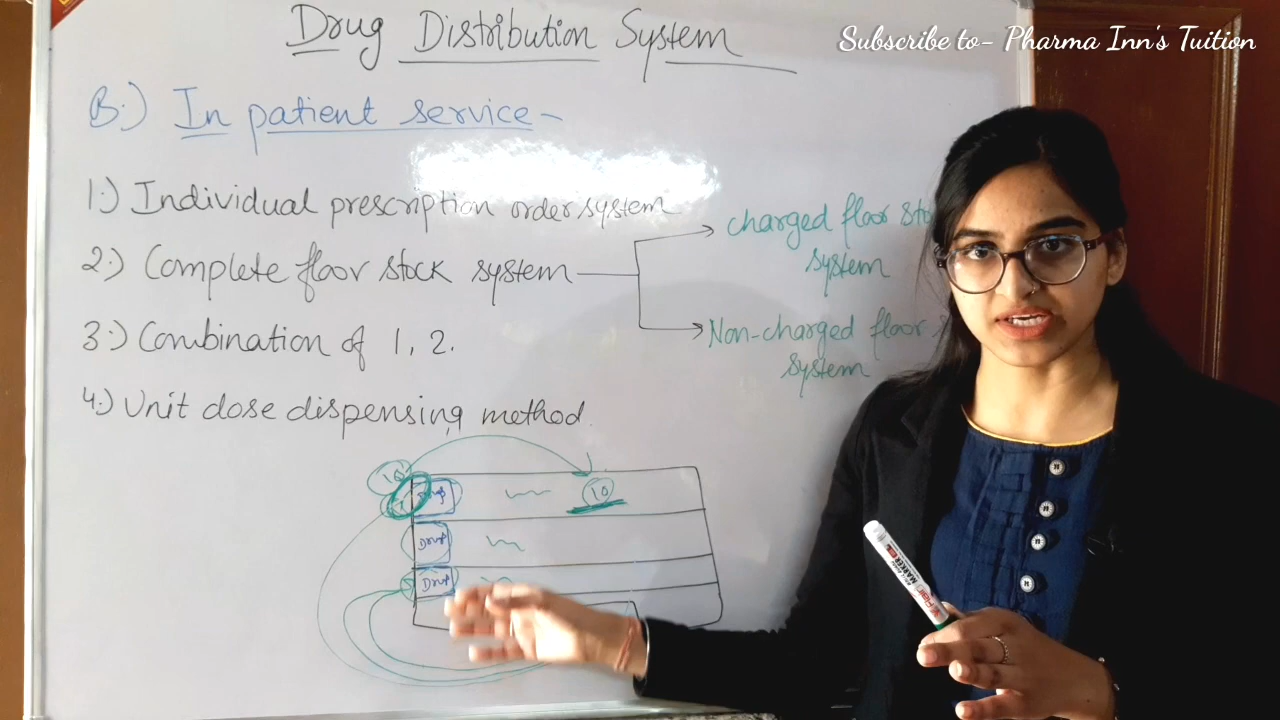 Drug Distribution System
Subscribe to- Pharma Inn's Tuition
B.) In patient service-
1.) Individual prescription order system
2.) Complete floor stock system
charged floor sto
system
Non-charged floor
system
3.) Combination of 1, 2.
4.) Unit dose dispensing method.
10
Drug 10
Drug
Drug